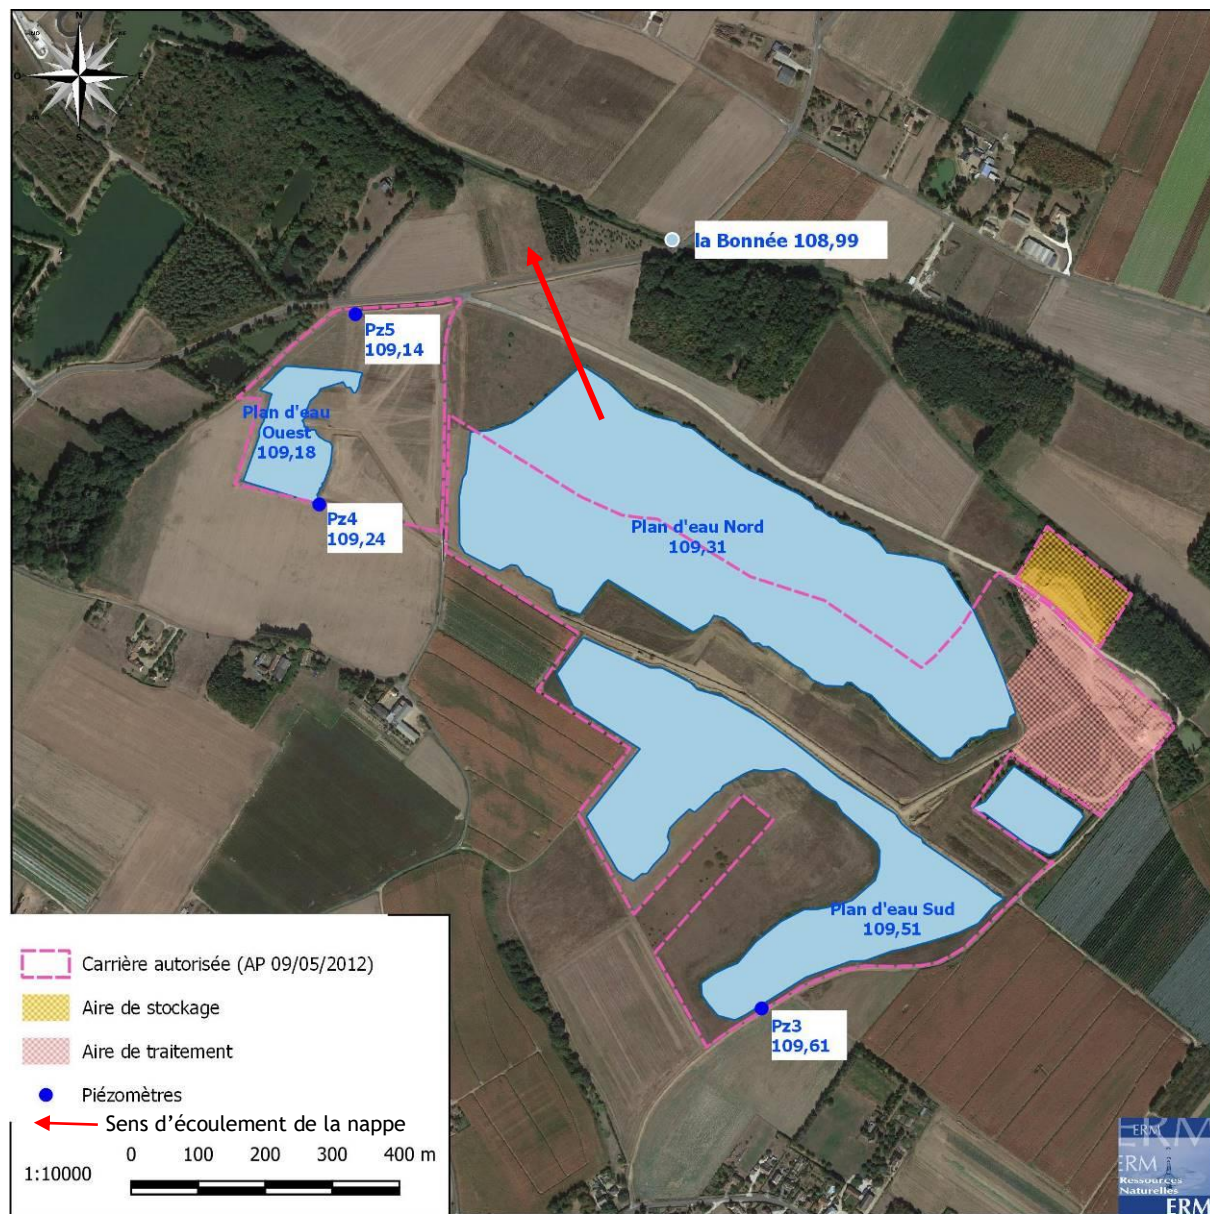 N
E
S
la Bonnée 108,99
Pz5
109,14
Plan d'eau
Ouest
109,18
Pz4
109,24
Plan d'eau Nord
109,31
Plan d'eau Sud
109,51
Pz3
109,61
Carrière autorisée (AP 09/05/2012)
Aire de stockage
Aire de traitement
Piézomètres
Sens d'écoulement de la nappe
1:10000
0 100 200 300 400 m
ERM
ERM
ERM
Ressources
Naturelles
ERM